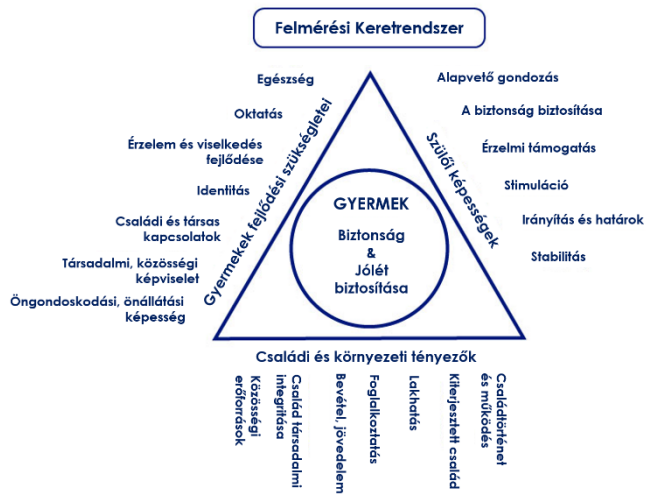 Felmérési Keretrendszer
Egészség
Oktatás
Érzelem és viselkedés
fejlődése
Identitás
Családi és társas
kapcsolatok
Társadalmi, közösségi
képviselet
Öngondoskodási, önállátási
képesség
Gyermekek fejlődési szükségletei
GYERMEK
Biztonság
&
Jólét
biztosítása
Szülői képességek
Alapvető gondozás
A biztonság biztosítása
Érzelmi támogatás
Stimuláció
Irányítás és határok
Stabilitás
Családi és környezeti tényezők
Közösségi
erőforrások
Család társadalmi
integritása
Bevétel, jövedelem
Foglalkoztatás
Lakhatás
Kiterjesztett család
Családtörténet
és működés